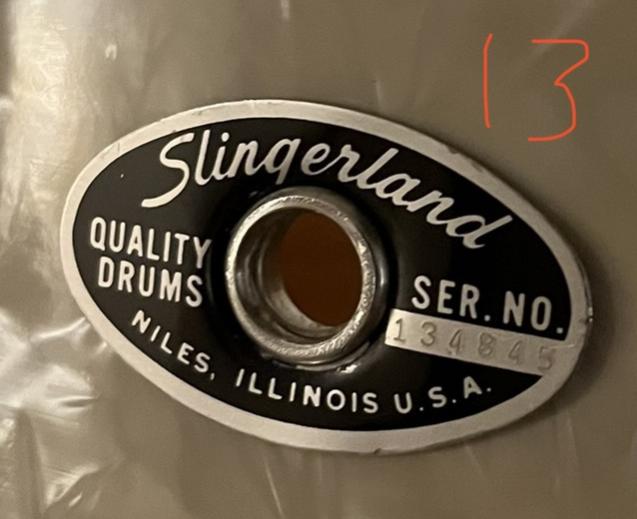 13
Slingerland
QUALITY
DRUMS
SER. NO.
134845
NILES, ILLINOIS U.S.A.